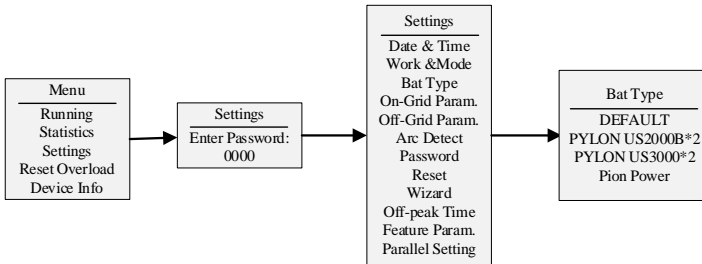 Menu
Running
Statistics
Settings
Reset Overload
Device Info
Settings
Enter Password:
0000
Settings
Date & Time
Work &Mode
Bat Type
On-Grid Param.
Off-Grid Param.
Arc Detect
Password
Reset
Wizard
Off-peak Time
Feature Param.
Parallel Setting
Bat Type
DEFAULT
PYLON US2000B*2
PYLON US3000*2
Pion Power